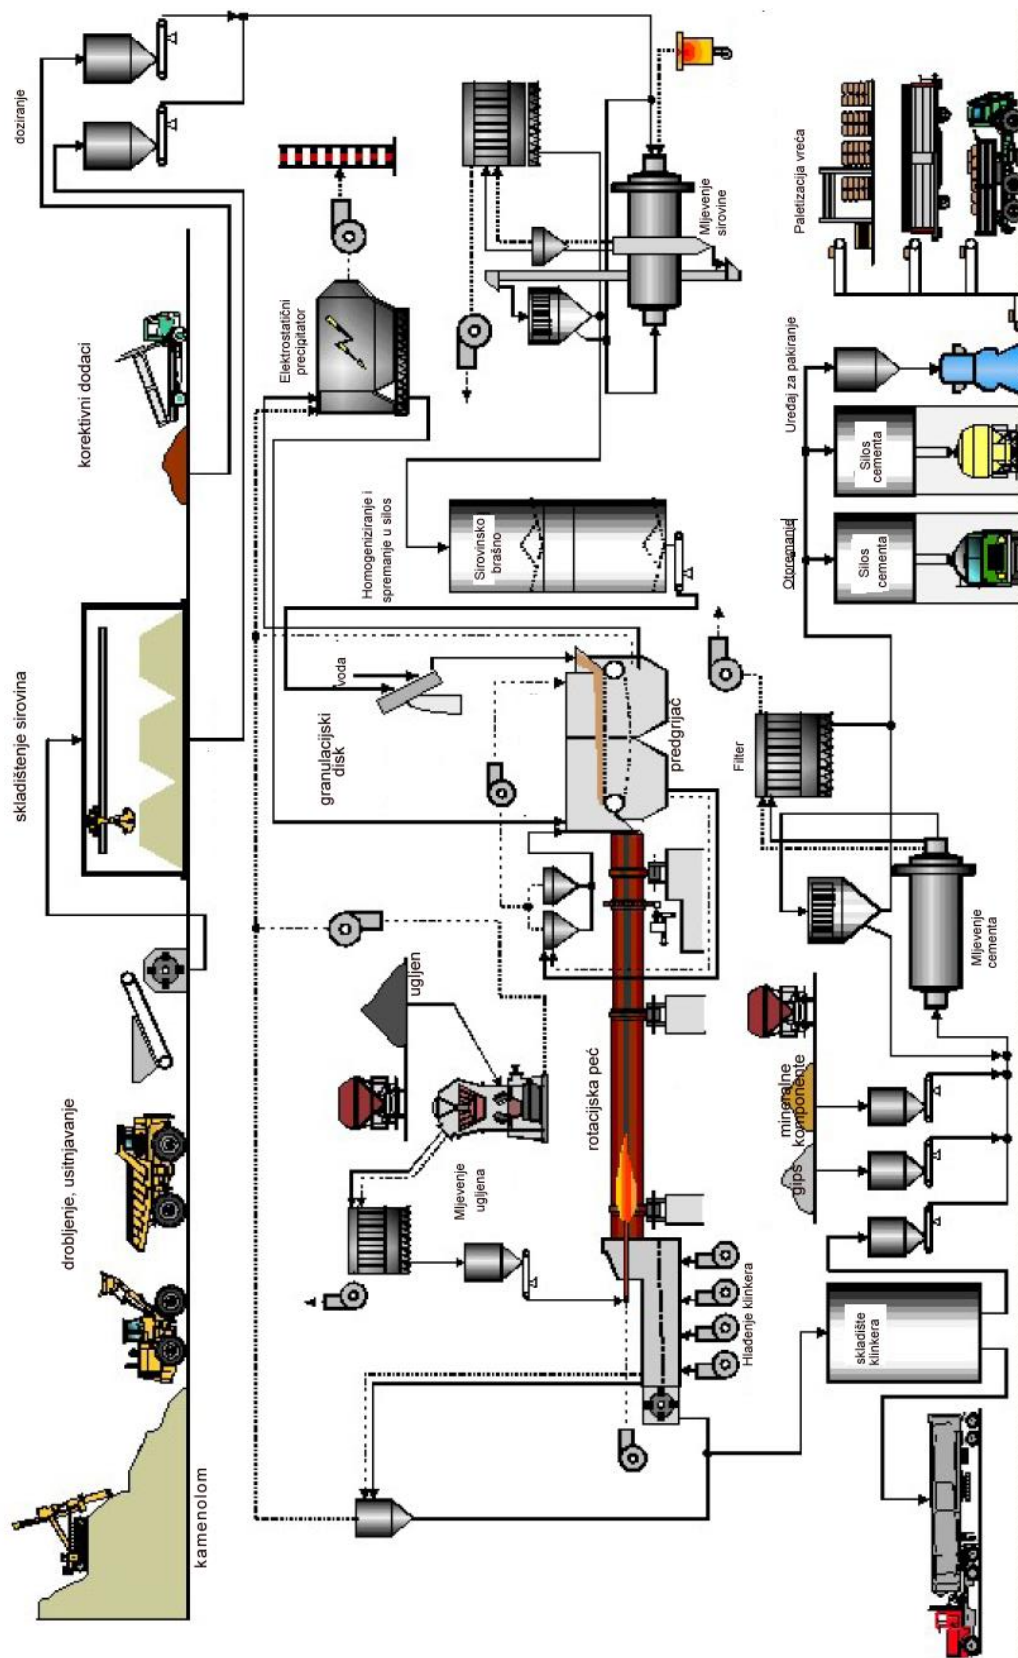 kamenolom
drobljenje, usitnjavanje
skladištenje sirovina
korektivni dodaci
doziranje
Elektrostatični
precipitator
Mljevenje
sirovine
Homogeniziranje i
spremanje u silos
Sirovinsko
brašno
voda
granulacijski
disk
predgrijač
ugljen
Mljevenje
ugljena
rotacijska peć
Hlađenje klinkera
skladište
klinkera
gips
mineralne
komponente
Mljevenje
cementa
Filter
Otpremanje
Silos
cementa
Silos
cementa
Uređaj za pakiranje
Paletizacija vreća